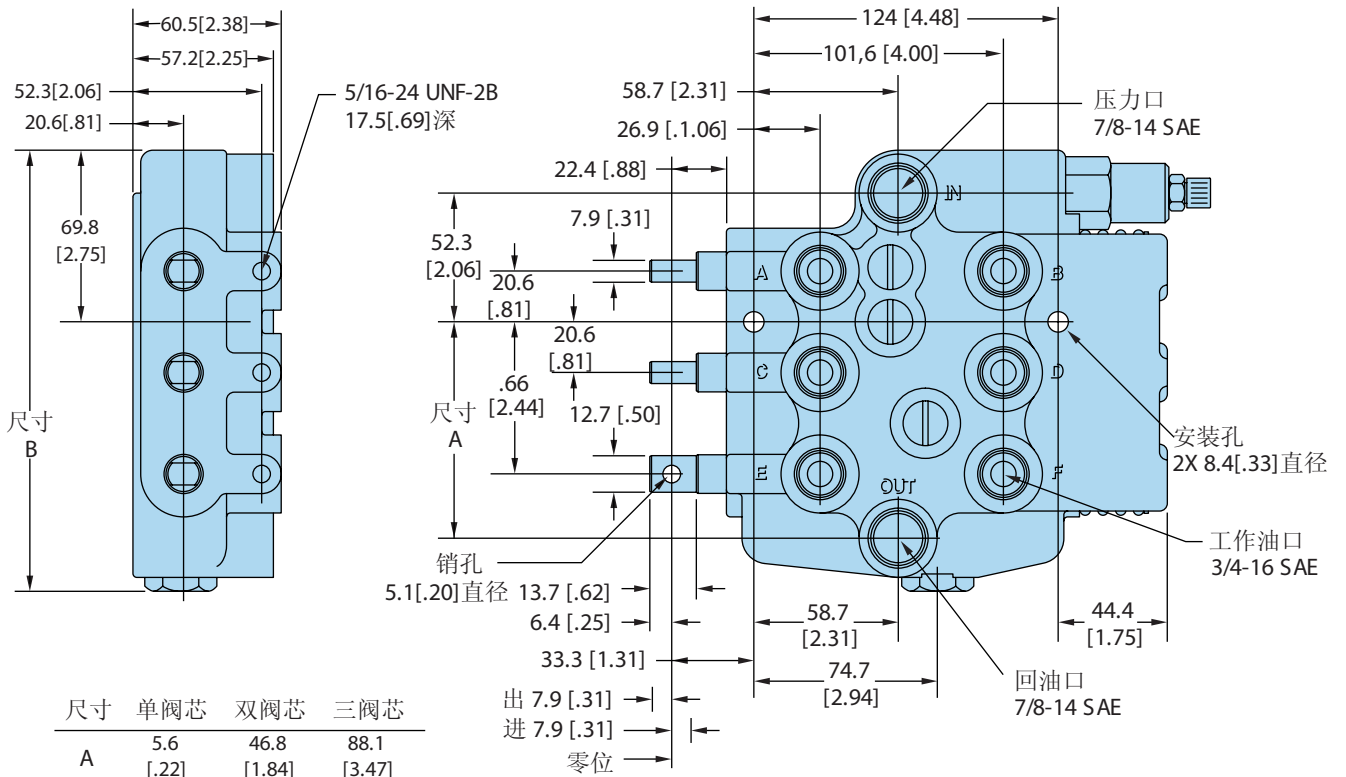 60.5[2.38]
57.2[2.25]
52.3[2.06]
20.6[.81]
5/16-24 UNF-2B
17.5[.69]深
69.8
[2.75]
尺寸
B
124 [4.48]
101,6 [4.00]
58.7 [2.31]
26.9 [.1.06]
22.4 [.88]
7.9 [.31]
52.3
[2.06]
20.6
[.81]
20.6
[.81]
.66
[2.44]
尺寸
A
12.7 [.50]
压力口
7/8-14 SAE
IN
A
B
C
D
E
F
OUT
安装孔
2X 8.4[.33]直径
工作油口
3/4-16 SAE
销孔
5.1[.20]直径
13.7 [.62]
6.4 [.25]
33.3 [1.31]
58.7
[2.31]
74.7
[2.94]
44.4
[1.75]
回油口
7/8-14 SAE
出 7.9 [.31]
进 7.9 [.31]
零位
尺寸 单阀芯 双阀芯 三阀芯
A 5.6 46.8 88.1
[.22] [1.84] [3.47]